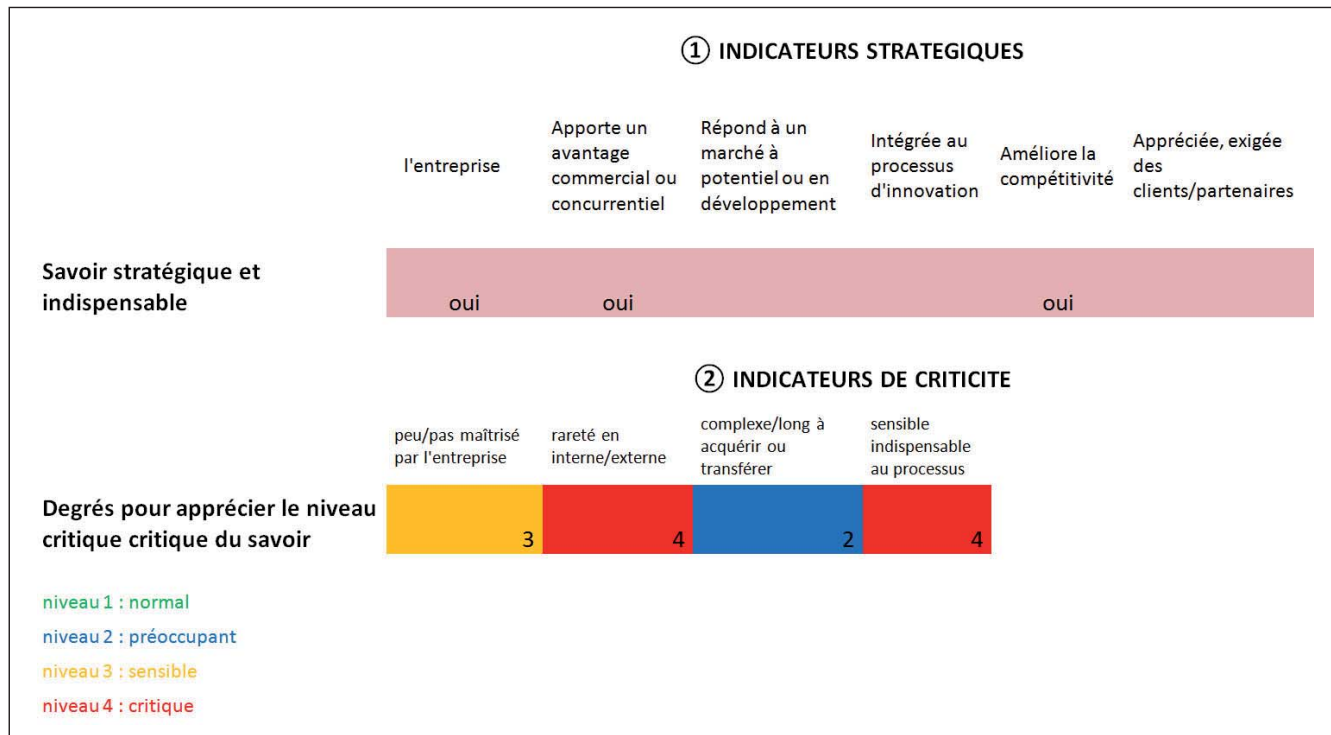 ① INDICATEURS STRATEGIQUES
l'entreprise
Apporte un
avantage
commercial ou
concurrentiel
Répond à un
marché à
potentiel ou en
développement
Intégrée au
processus
d'innovation
Améliore la
compétitivité
Appréciée, exigée
des
clients/partenaires
Savoir stratégique et
indispensable
oui
oui
oui
② INDICATEURS DE CRITICITE
peu/pas maîtrisé
par l'entreprise
rareté en
interne/externe
complexe/long à
acquérir ou
transférer
sensible
indispensable
au processus
Degrés pour apprécier le niveau
critique critique du savoir
3
4
2
4
niveau 1 : normal
niveau 2 : préoccupant
niveau 3 : sensible
niveau 4 : critique